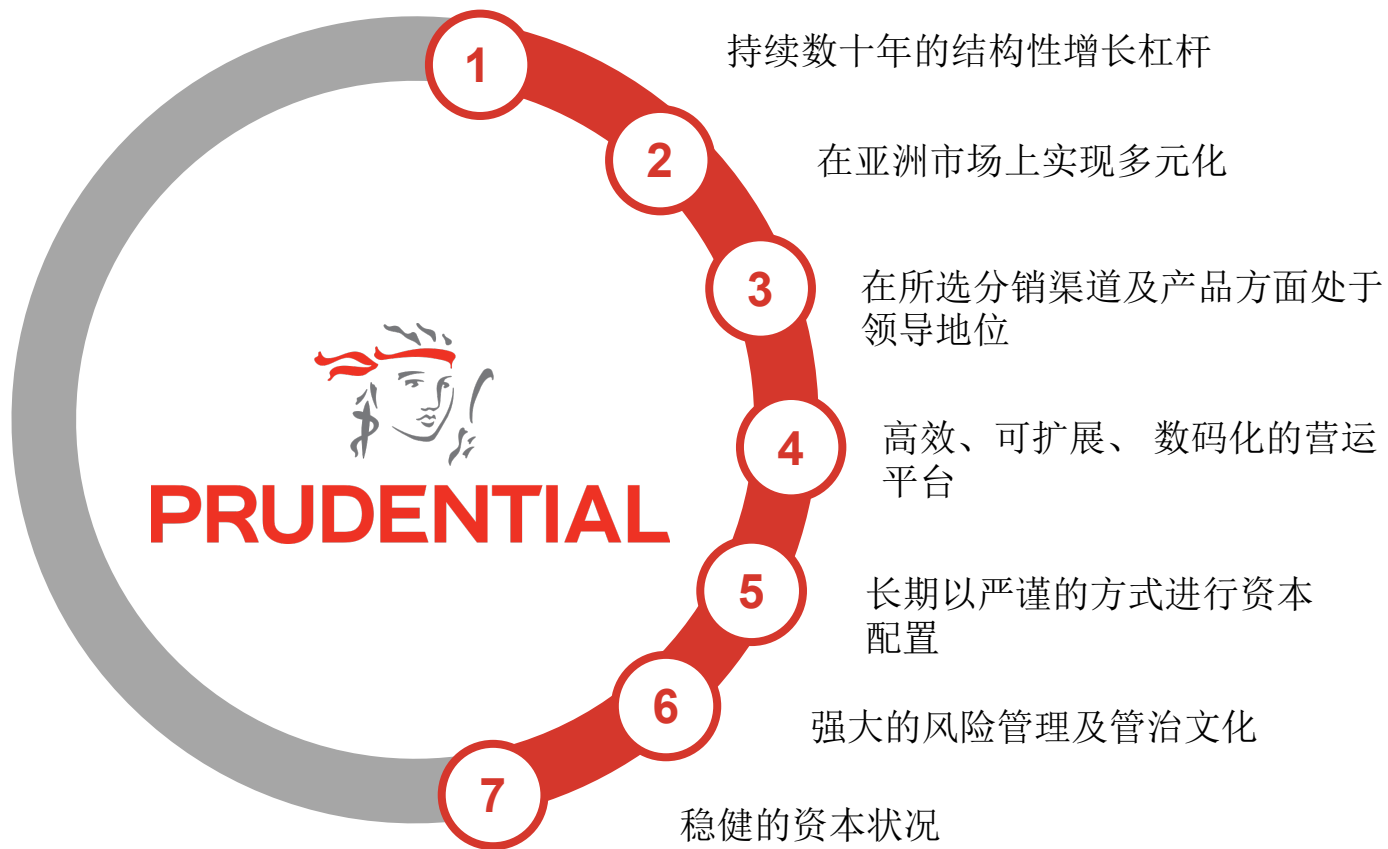 1
持续数十年的结构性增长杠杆
2
在亚洲市场上实现多元化
3
在所选分销渠道及产品方面处于
领导地位
4
高效、可扩展、 数码化的营运
平台
PRUDENTIAL
5
长期以严谨的方式进行资本
配置
6
强大的风险管理及管治文化
7
稳健的资本状况